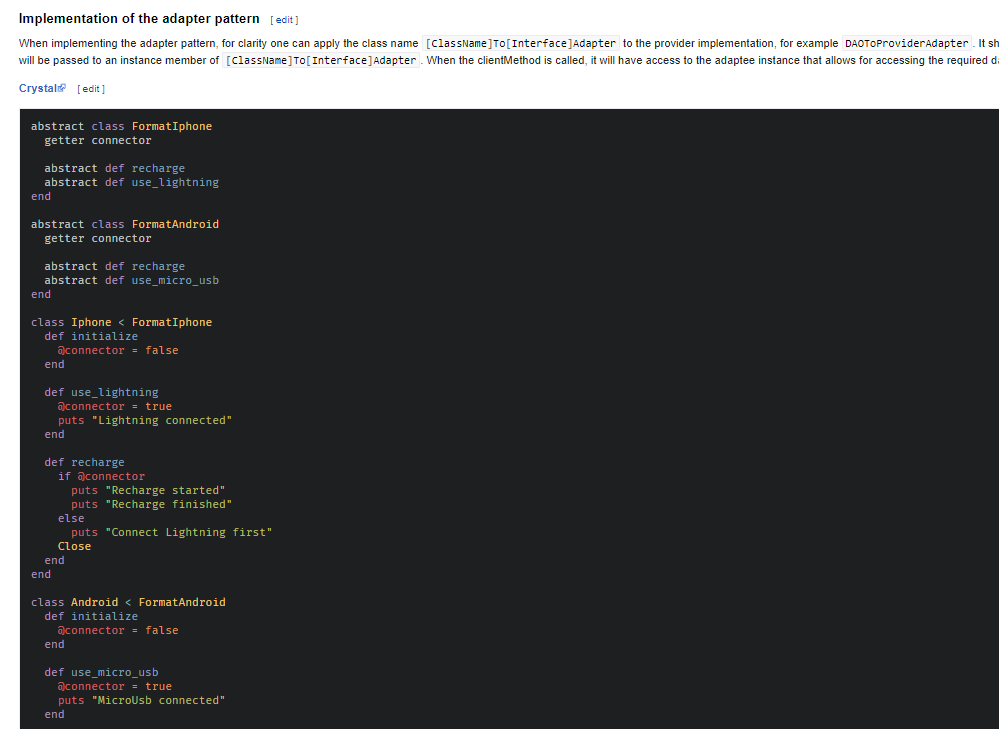 Implementation of the adapter pattern [ edit ]
When implementing the adapter pattern, for clarity one can apply the class name [ClassName]To[Interface]Adapter to the provider implementation, for example DAOToProviderAdapter. It sh
will be passed to an instance member of [ClassName]To[Interface]Adapter. When the clientMethod is called, it will have access to the adaptee instance that allows for accessing the required da
Crystal [ edit ]
abstract class FormatIphone
  getter connector

  abstract def recharge
  abstract def use_lightning
end

abstract class FormatAndroid
  getter connector

  abstract def recharge
  abstract def use_micro_usb
end

class Iphone < FormatIphone
  def initialize
    @connector = false
  end

  def use_lightning
    @connector = true
    puts "Lightning connected"
  end

  def recharge
    if @connector
      puts "Recharge started"
      puts "Recharge finished"
    else
      puts "Connect Lightning first"
    Close
  end
end

class Android < FormatAndroid
  def initialize
    @connector = false
  end

  def use_micro_usb
    @connector = true
    puts "MicroUsb connected"
  end